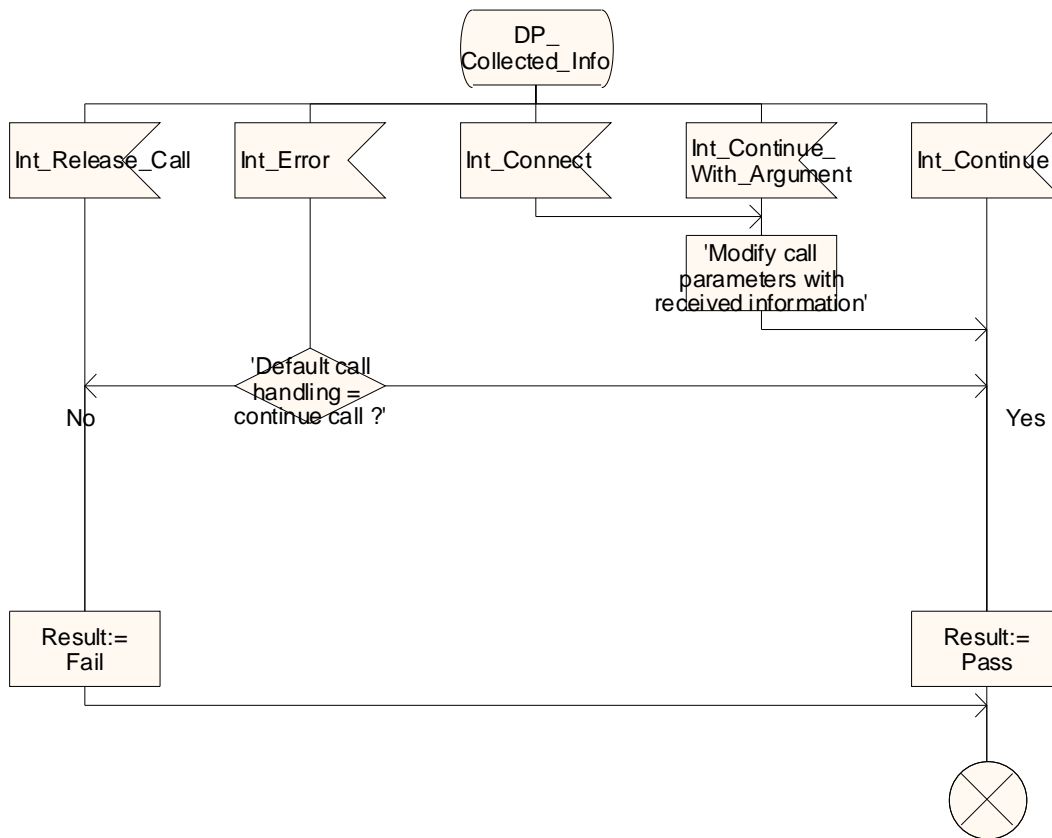 DP_
Collected_Info
Int_Release_Call
Int_Error
Int_Connect
Int_Continue_
With_Argument
Int_Continue
'Modify call
parameters with
received information'
'Default call
handling =
continue call ?'
No
Yes
Result:=
Fail
Result:=
Pass